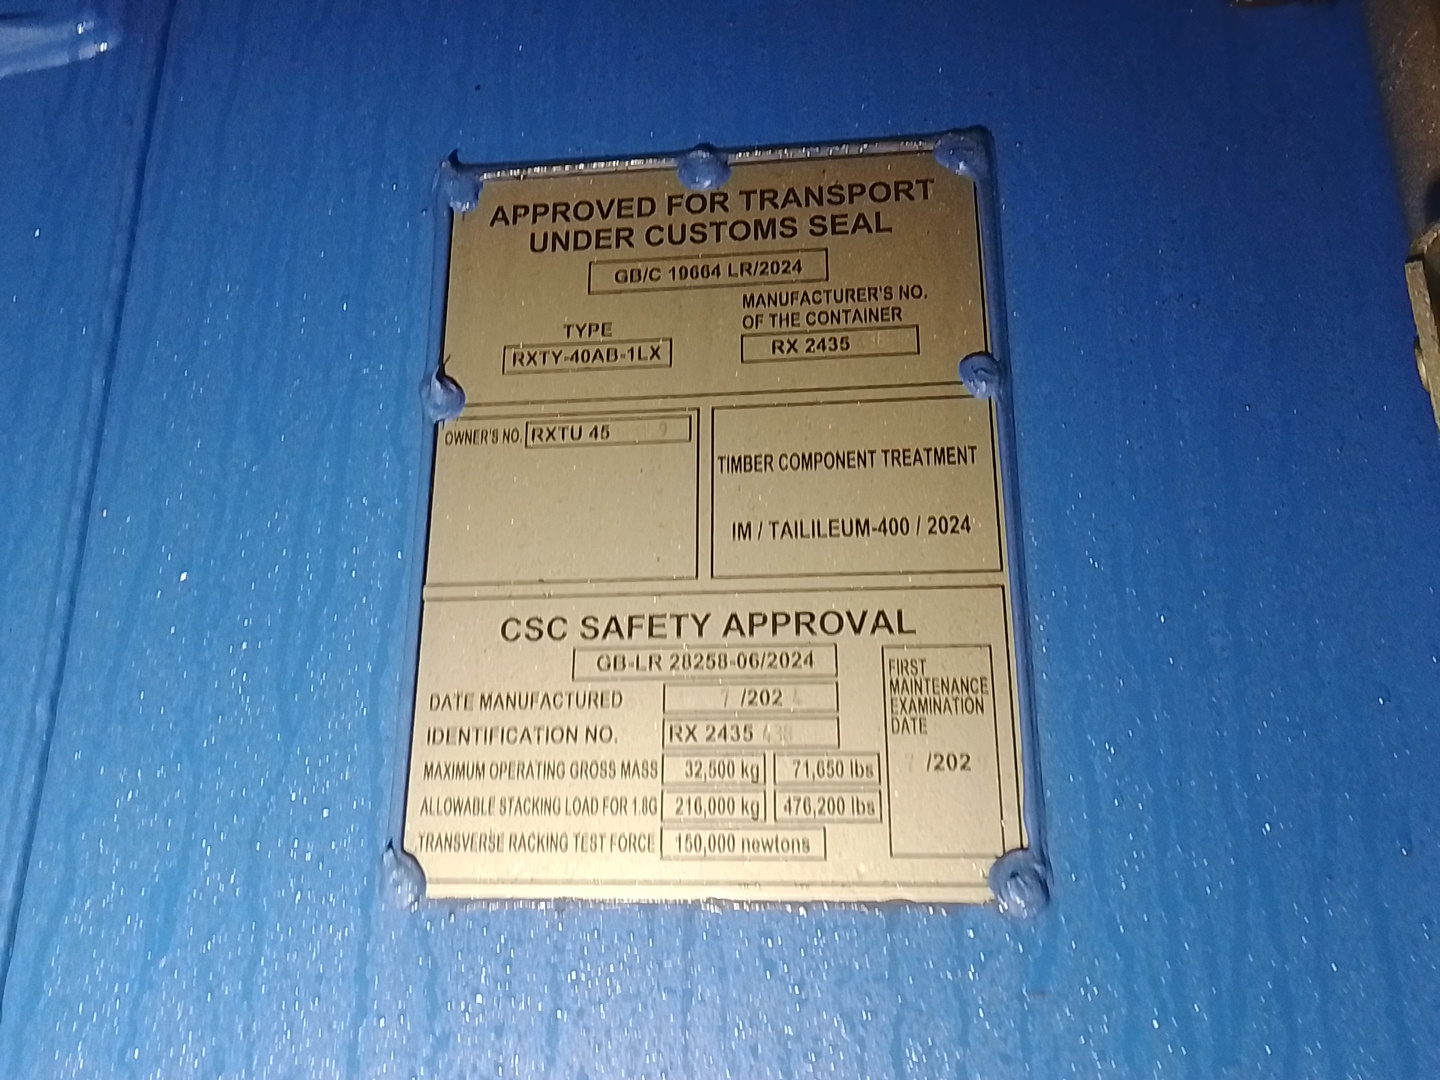 APPROVED FOR TRANSPORT
UNDER CUSTOMS SEAL
GB/C 19664 LR/2024
TYPE
RXTY-40AB-1LX
MANUFACTURER'S NO.
OF THE CONTAINER
RX 2435
OWNER'S NO. RXTU 45
TIMBER COMPONENT TREATMENT
IM / TAILILEUM-400 / 2024
CSC SAFETY APPROVAL
GB-LR 28258-06/2024
DATE MANUFACTURED /202
IDENTIFICATION NO. RX 2435
MAXIMUM OPERATING GROSS MASS 32,500 kg 71,650 lbs
ALLOWABLE STACKING LOAD FOR 1.8G 216,000 kg 476,200 lbs
TRANSVERSE RACKING TEST FORCE 150,000 newtons
FIRST
MAINTENANCE
EXAMINATION
DATE
/202